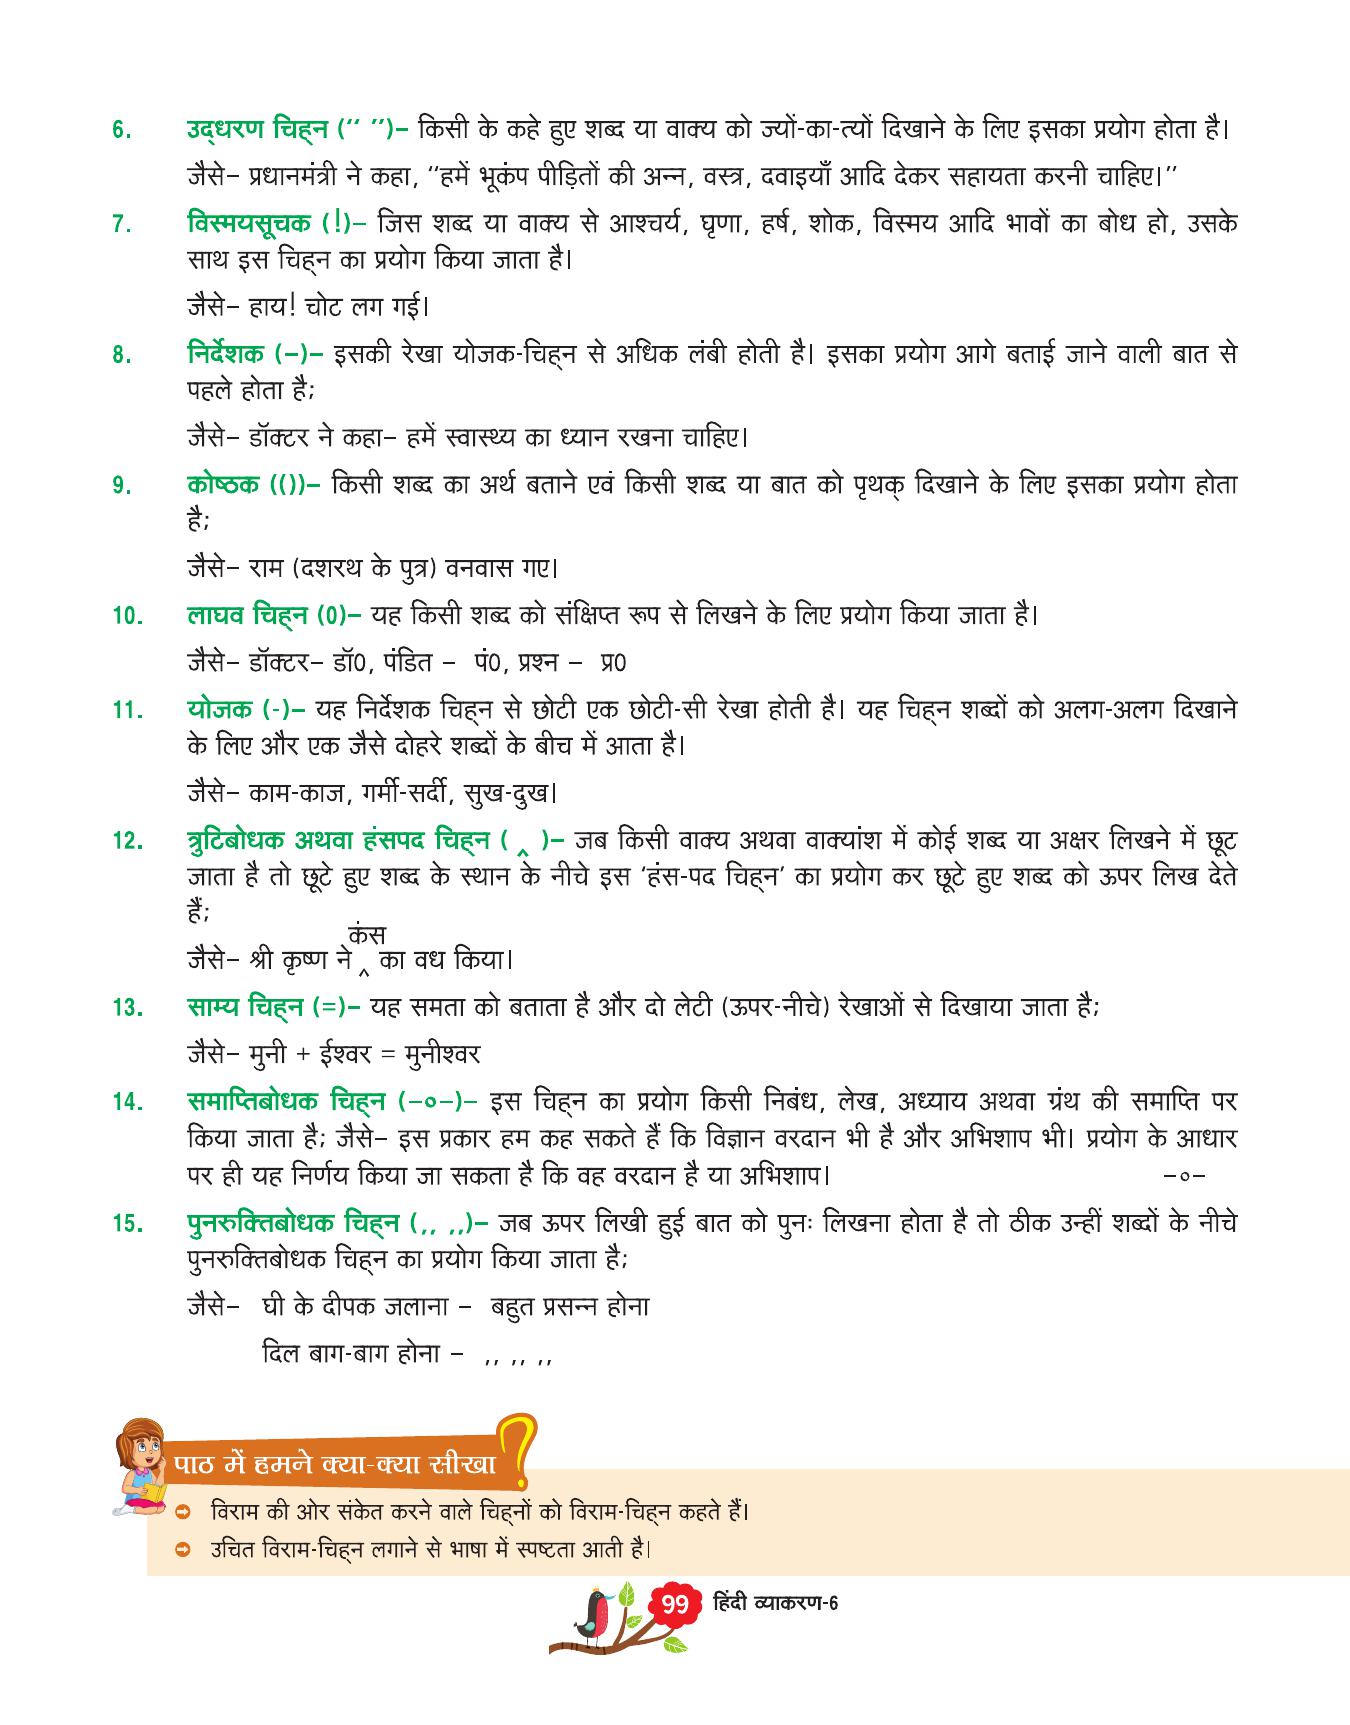 6. उद्धरण चिह्न (‘‘ ’’)– किसी के कहे हुए शब्द या वाक्य को ज्यों-का-त्यों दिखाने के लिए इसका प्रयोग होता है।
जैसे– प्रधानमंत्री ने कहा, ‘‘हमें भूकंप पीड़ितों की अन्न, वस्त्र, दवाइयाँ आदि देकर सहायता करनी चाहिए।’’
7. विस्मयसूचक (!)– जिस शब्द या वाक्य से आश्चर्य, घृणा, हर्ष, शोक, विस्मय आदि भावों का बोध हो, उसके
साथ इस चिह्न का प्रयोग किया जाता है।
जैसे– हाय! चोट लग गई।
8. निर्देशक (–)– इसकी रेखा योजक-चिह्न से अधिक लंबी होती है। इसका प्रयोग आगे बताई जाने वाली बात से
पहले होता है;
जैसे– डॉक्टर ने कहा– हमें स्वास्थ्य का ध्यान रखना चाहिए।
9. कोष्ठक (())– किसी शब्द का अर्थ बताने एवं किसी शब्द या बात को पृथक् दिखाने के लिए इसका प्रयोग होता
है;
जैसे– राम (दशरथ के पुत्र) वनवास गए।
10. लाघव चिह्न (0)– यह किसी शब्द को संक्षिप्त रूप से लिखने के लिए प्रयोग किया जाता है।
जैसे– डॉक्टर– डॉ0, पंडित – पं0, प्रश्न – प्र0
11. योजक (-)– यह निर्देशक चिह्न से छोटी एक छोटी-सी रेखा होती है। यह चिह्न शब्दों को अलग-अलग दिखाने
के लिए और एक जैसे दोहरे शब्दों के बीच में आता है।
जैसे– काम-काज, गर्मी-सर्दी, सुख-दुख।
12. त्रुटिबोधक अथवा हंसपद चिह्न ( ‸ )– जब किसी वाक्य अथवा वाक्यांश में कोई शब्द या अक्षर लिखने में छूट
जाता है तो छूटे हुए शब्द के स्थान के नीचे इस ‘हंस-पद चिह्न’ का प्रयोग कर छूटे हुए शब्द को ऊपर लिख देते
हैं;
कंस
जैसे– श्री कृष्ण ने ‸ का वध किया।
13. साम्य चिह्न (=)– यह समता को बताता है और दो लेटी (ऊपर-नीचे) रेखाओं से दिखाया जाता है;
जैसे– मुनी + ईश्वर = मुनीश्वर
14. समाप्तिबोधक चिह्न (–०–)– इस चिह्न का प्रयोग किसी निबंध, लेख, अध्याय अथवा ग्रंथ की समाप्ति पर
किया जाता है; जैसे– इस प्रकार हम कह सकते हैं कि विज्ञान वरदान भी है और अभिशाप भी। प्रयोग के आधार
पर ही यह निर्णय किया जा सकता है कि वह वरदान है या अभिशाप। –०–
15. पुनरुक्तिबोधक चिह्न (,, ,,)– जब ऊपर लिखी हुई बात को पुनः लिखना होता है तो ठीक उन्हीं शब्दों के नीचे
पुनरुक्तिबोधक चिह्न का प्रयोग किया जाता है;
जैसे– घी के दीपक जलाना – बहुत प्रसन्न होना
दिल बाग-बाग होना – ,, ,, ,,
पाठ में हमने क्या-क्या सीखा ?
विराम की ओर संकेत करने वाले चिह्नों को विराम-चिह्न कहते हैं।
उचित विराम-चिह्न लगाने से भाषा में स्पष्टता आती है।
99 हिंदी व्याकरण-6